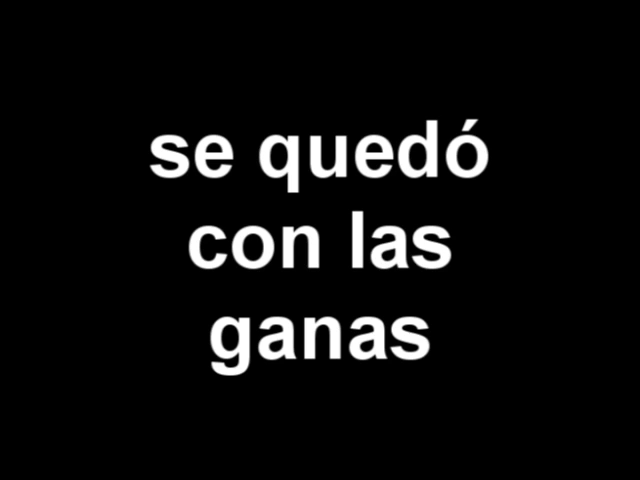 se quedó
con las
ganas